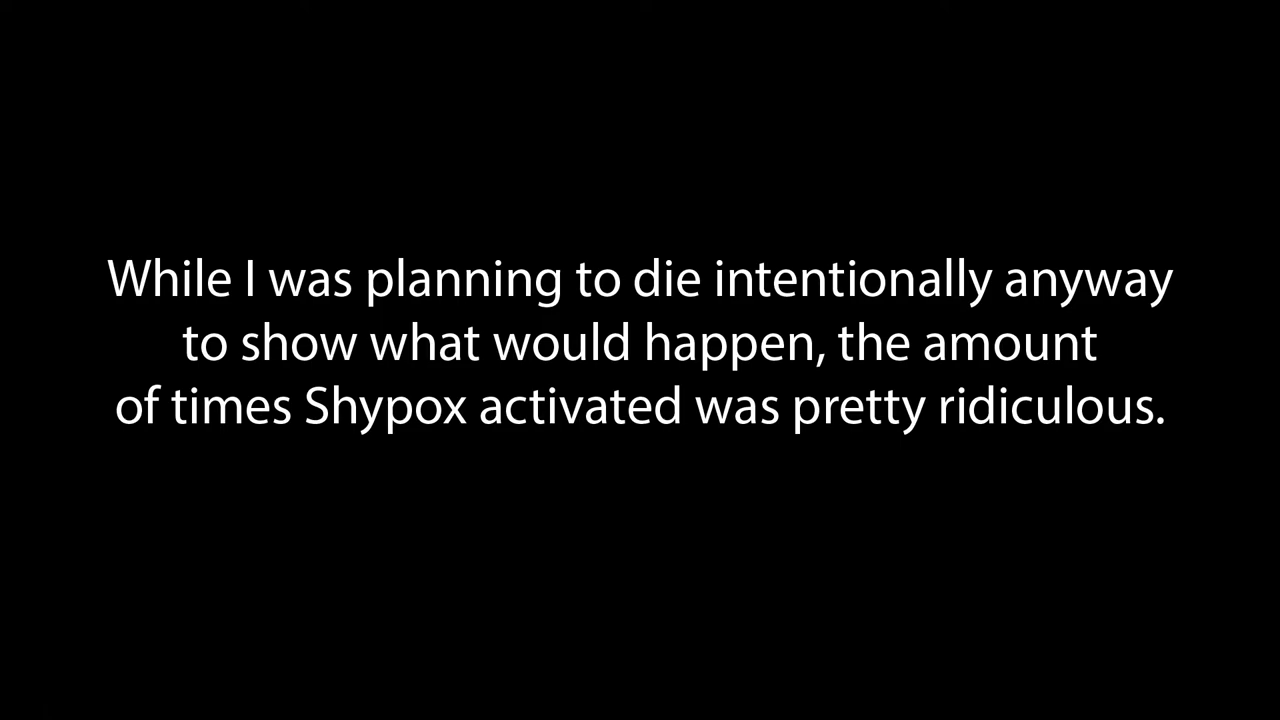 While I was planning to die intentionally anyway
to show what would happen, the amount
of times Shypox activated was pretty ridiculous.